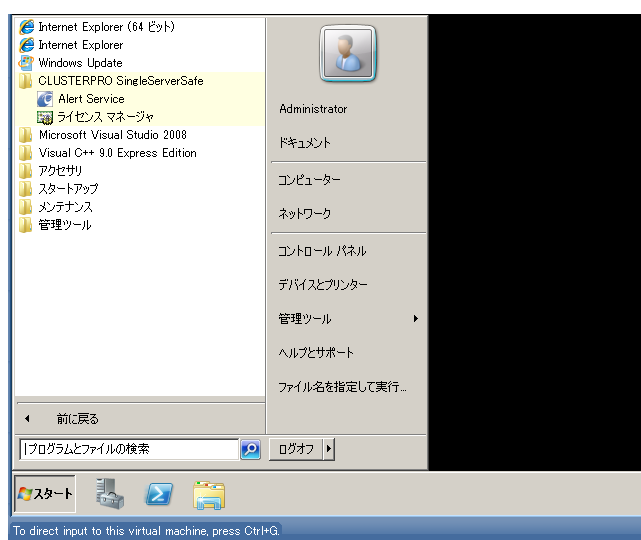 Internet Explorer (64 ビット)
Internet Explorer
Windows Update
CLUSTERPRO SingleServerSafe
Alert Service
ライセンス マネージャ
Microsoft Visual Studio 2008
Visual C++ 9.0 Express Edition
アクセサリ
スタートアップ
メンテナンス
管理ツール
前に戻る
プログラムとファイルの検索
Administrator
ドキュメント
コンピューター
ネットワーク
コントロール パネル
デバイスとプリンター
管理ツール
ヘルプとサポート
ファイル名を指定して実行...
ログオフ
スタート
To direct input to this virtual machine, press Ctrl+G.